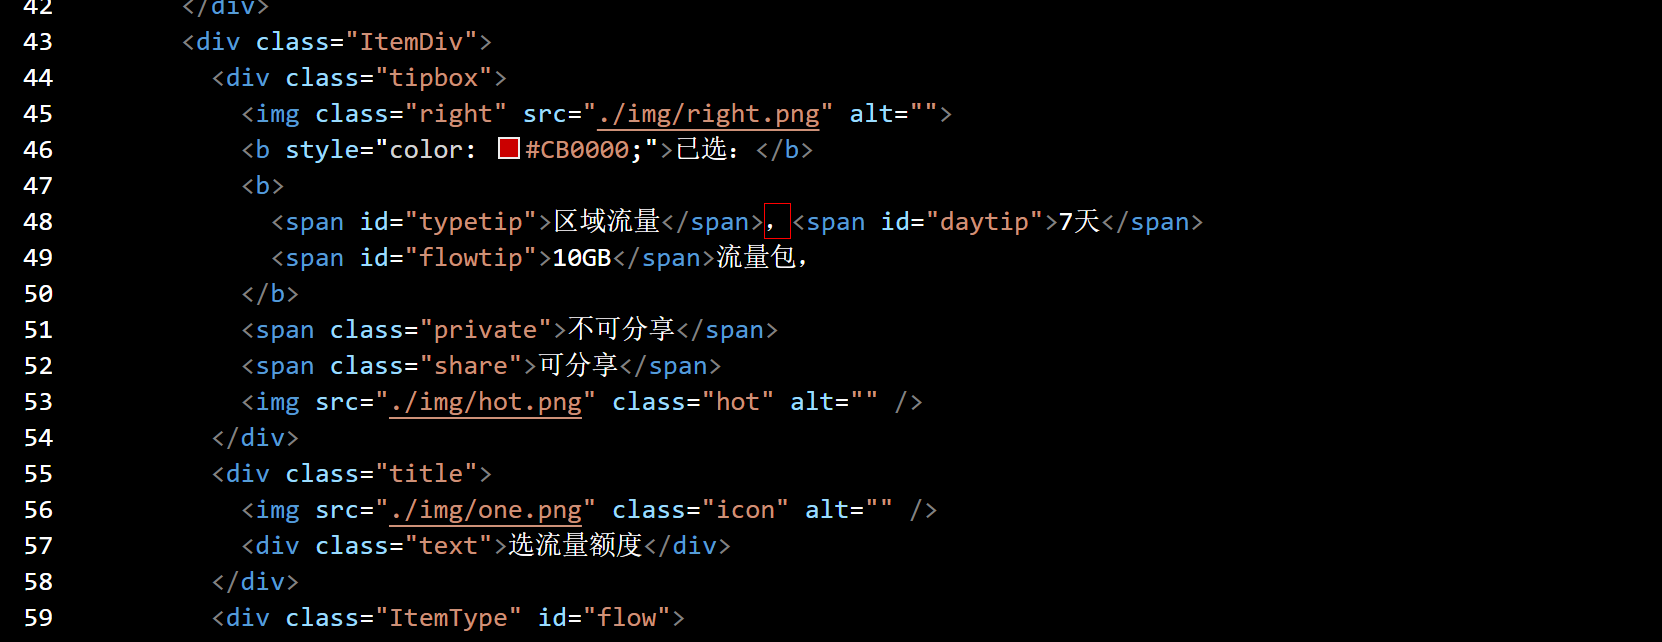 42 </div>
43 <div class="ItemDiv">
44 <div class="tipbox">
45 <img class="right" src="./img/right.png" alt="">
46 <b style="color: #CB0000;">已选：</b>
47 <b>
48 <span id="typetip">区域流量</span>，<span id="daytip">7天</span>
49 <span id="flowtip">10GB</span>流量包，
50 </b>
51 <span class="private">不可分享</span>
52 <span class="share">可分享</span>
53 <img src="./img/hot.png" class="hot" alt="" />
54 </div>
55 <div class="title">
56 <img src="./img/one.png" class="icon" alt="" />
57 <div class="text">选流量额度</div>
58 </div>
59 <div class="ItemType" id="flow">